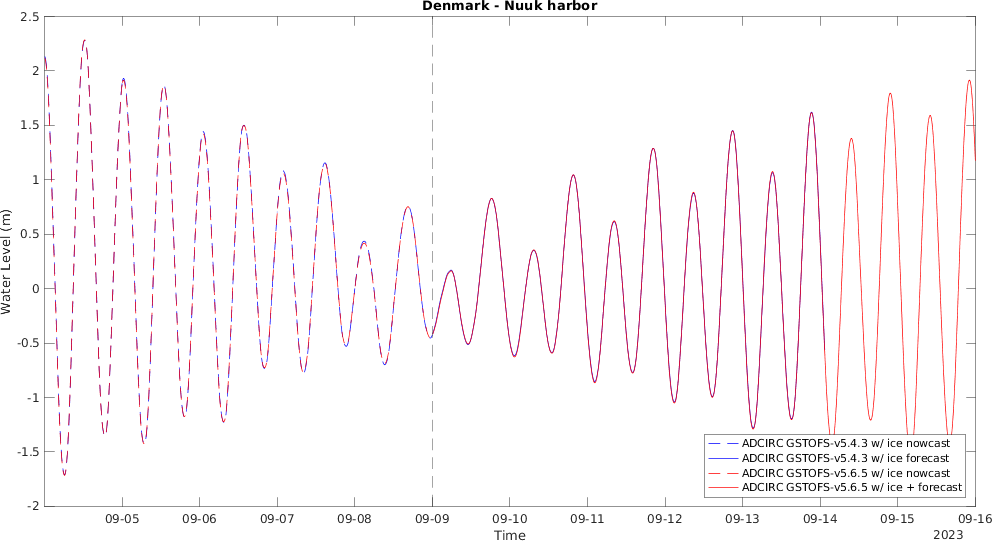 Denmark - Nuuk harbor
2.5
2
1.5
1
0.5
0
-0.5
-1
-1.5
-2
Water Level (m)
ADCIRC GSTOFS-v5.4.3 w/ ice nowcast
ADCIRC GSTOFS-v5.4.3 w/ ice forecast
ADCIRC GSTOFS-v5.6.5 w/ ice nowcast
ADCIRC GSTOFS-v5.6.5 w/ ice + forecast
09-05 09-06 09-07 09-08 09-09 09-10 09-11 09-12 09-13 09-14 09-15 09-16
Time
2023